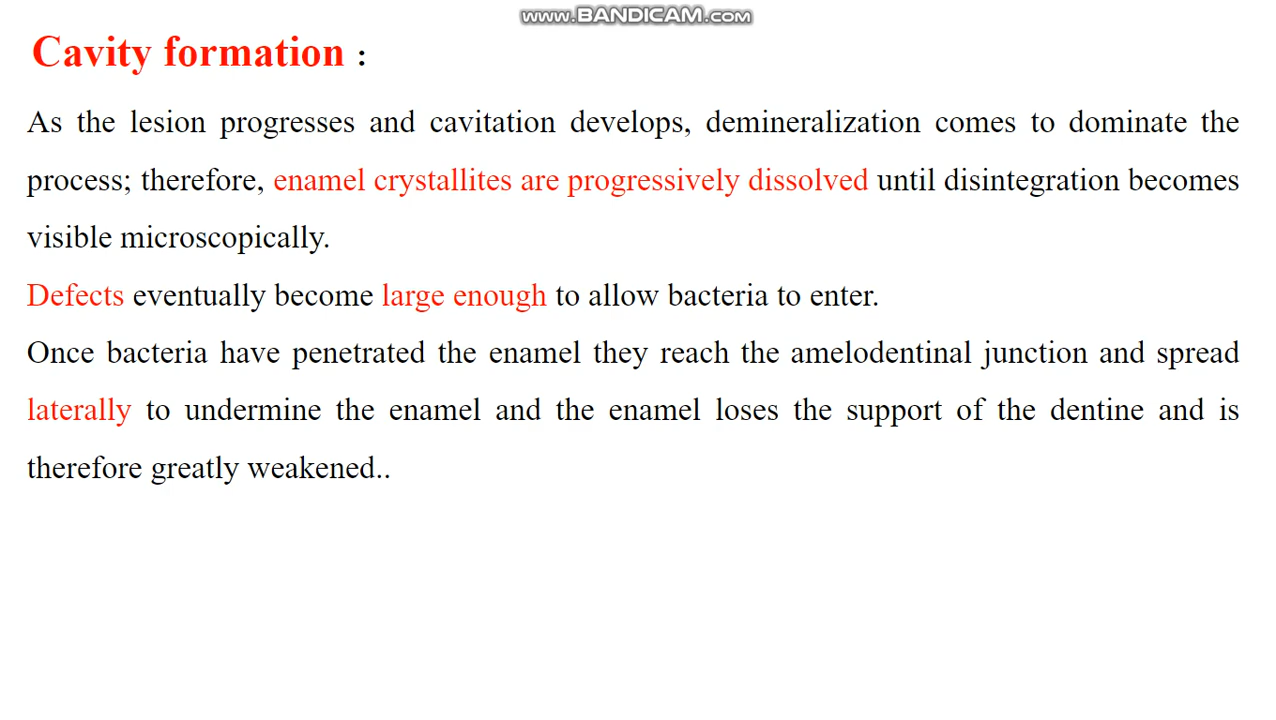 www.BANDICAM.com
Cavity formation :
As the lesion progresses and cavitation develops, demineralization comes to dominate the
process; therefore, enamel crystallites are progressively dissolved until disintegration becomes
visible microscopically.
Defects eventually become large enough to allow bacteria to enter.
Once bacteria have penetrated the enamel they reach the amelodentinal junction and spread
laterally to undermine the enamel and the enamel loses the support of the dentine and is
therefore greatly weakened..